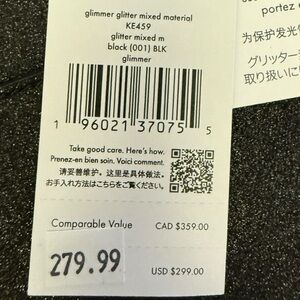 glimmer glitter mixed material
KE459
glitter mixed m
black (001) BLK
glimmer
1 96021 37075 5
Take good care. Here's how.
Prenez-en bien soin. Voici comment.
请妥善维护。这里是具体做法。
お手入れ方法はこちらをご覧ください。
Comparable Value CAD $359.00
279.99
USD $299.00
portez
为保护发光
グリッター
取り扱いに